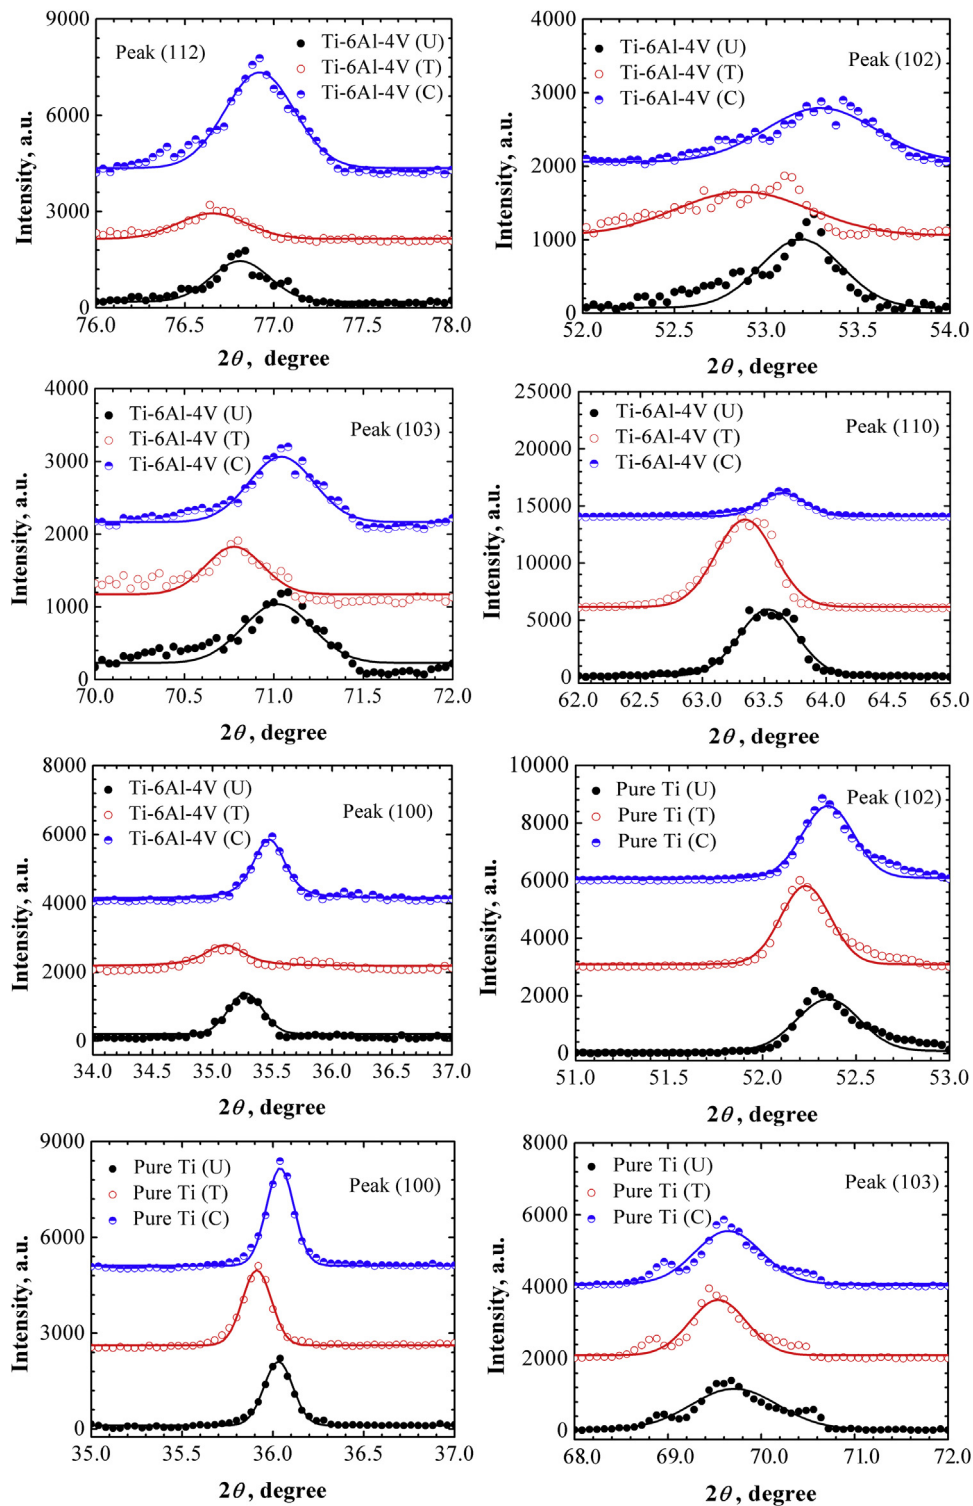 9000
6000
3000
0
Intensity, a.u.
Peak (112)
Ti-6Al-4V (U)
Ti-6Al-4V (T)
Ti-6Al-4V (C)
76.0 76.5 77.0 77.5 78.0
2θ, degree
4000
3000
2000
1000
0
Intensity, a.u.
Ti-6Al-4V (U)
Ti-6Al-4V (T)
Ti-6Al-4V (C)
Peak (102)
52.0 52.5 53.0 53.5 54.0
2θ, degree
4000
3000
2000
1000
0
Intensity, a.u.
Ti-6Al-4V (U)
Ti-6Al-4V (T)
Ti-6Al-4V (C)
Peak (103)
70.0 70.5 71.0 71.5 72.0
2θ, degree
25000
20000
15000
10000
5000
0
Intensity, a.u.
Ti-6Al-4V (U)
Ti-6Al-4V (T)
Ti-6Al-4V (C)
Peak (110)
62.0 62.5 63.0 63.5 64.0 64.5 65.0
2θ, degree
8000
6000
4000
2000
0
Intensity, a.u.
Ti-6Al-4V (U)
Ti-6Al-4V (T)
Ti-6Al-4V (C)
Peak (100)
34.0 34.5 35.0 35.5 36.0 36.5 37.0
2θ, degree
10000
8000
6000
4000
2000
0
Intensity, a.u.
Pure Ti (U)
Pure Ti (T)
Pure Ti (C)
Peak (102)
51.0 51.5 52.0 52.5 53.0
2θ, degree
9000
6000
3000
0
Intensity, a.u.
Pure Ti (U)
Pure Ti (T)
Pure Ti (C)
Peak (100)
35.0 35.5 36.0 36.5 37.0
2θ, degree
8000
6000
4000
2000
0
Intensity, a.u.
Pure Ti (U)
Pure Ti (T)
Pure Ti (C)
Peak (103)
68.0 69.0 70.0 71.0 72.0
2θ, degree